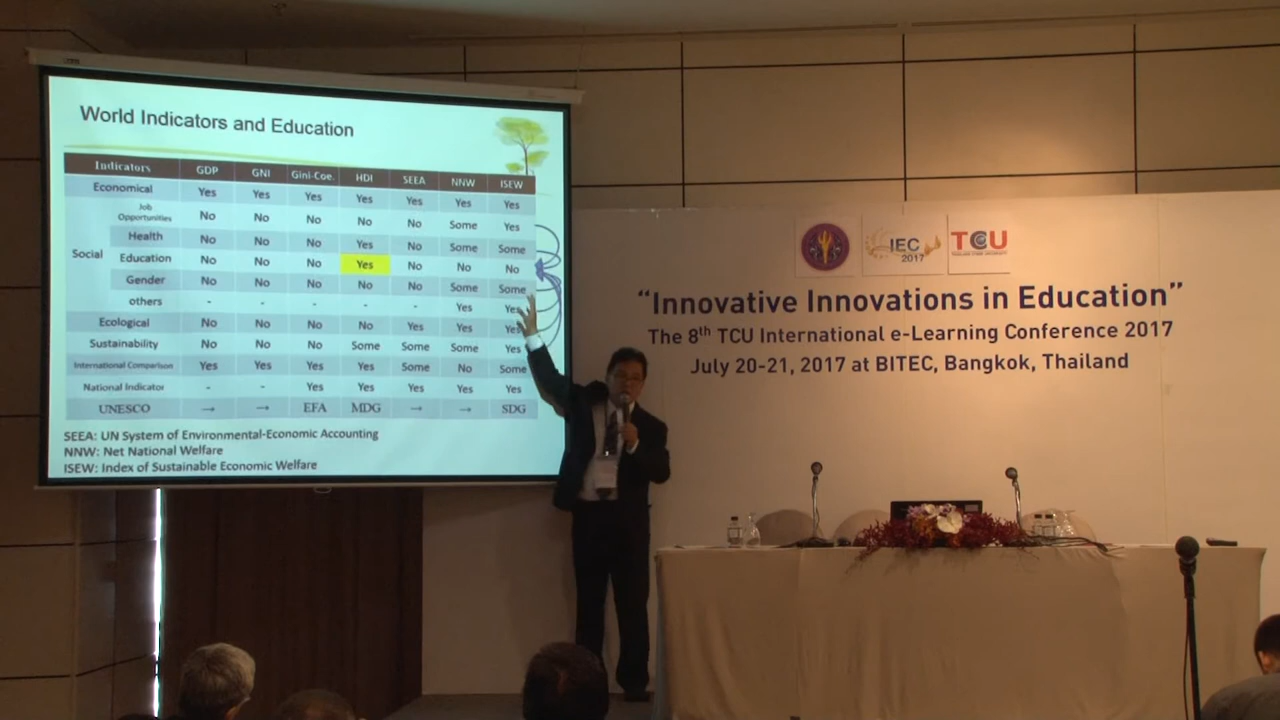 World Indicators and Education
Indicators GDP GNI Gini-Coe. HDI SEEA NNW ISEW
Economical Yes Yes Yes Yes Yes Yes Yes
Job Opportunities No No No No No Some Yes
Social
Health No No No Yes No Some Some
Education No No No Yes No No No
Gender No No No No No Some Some
others - - - - - Yes Yes
Ecological No No No No Yes Yes Yes
Sustainability No No No Some Some Some Yes
International Comparison Yes Yes Yes Yes Some No Some
National Indicator - - Yes Yes Yes Yes Yes
UNESCO → → EFA MDG → → SDG
SEEA: UN System of Environmental-Economic Accounting
NNW: Net National Welfare
ISEW: Index of Sustainable Economic Welfare
IEC
2017
TCU
"Innovative Innovations in Education"
The 8th TCU International e-Learning Conference 2017
July 20-21, 2017 at BITEC, Bangkok, Thailand